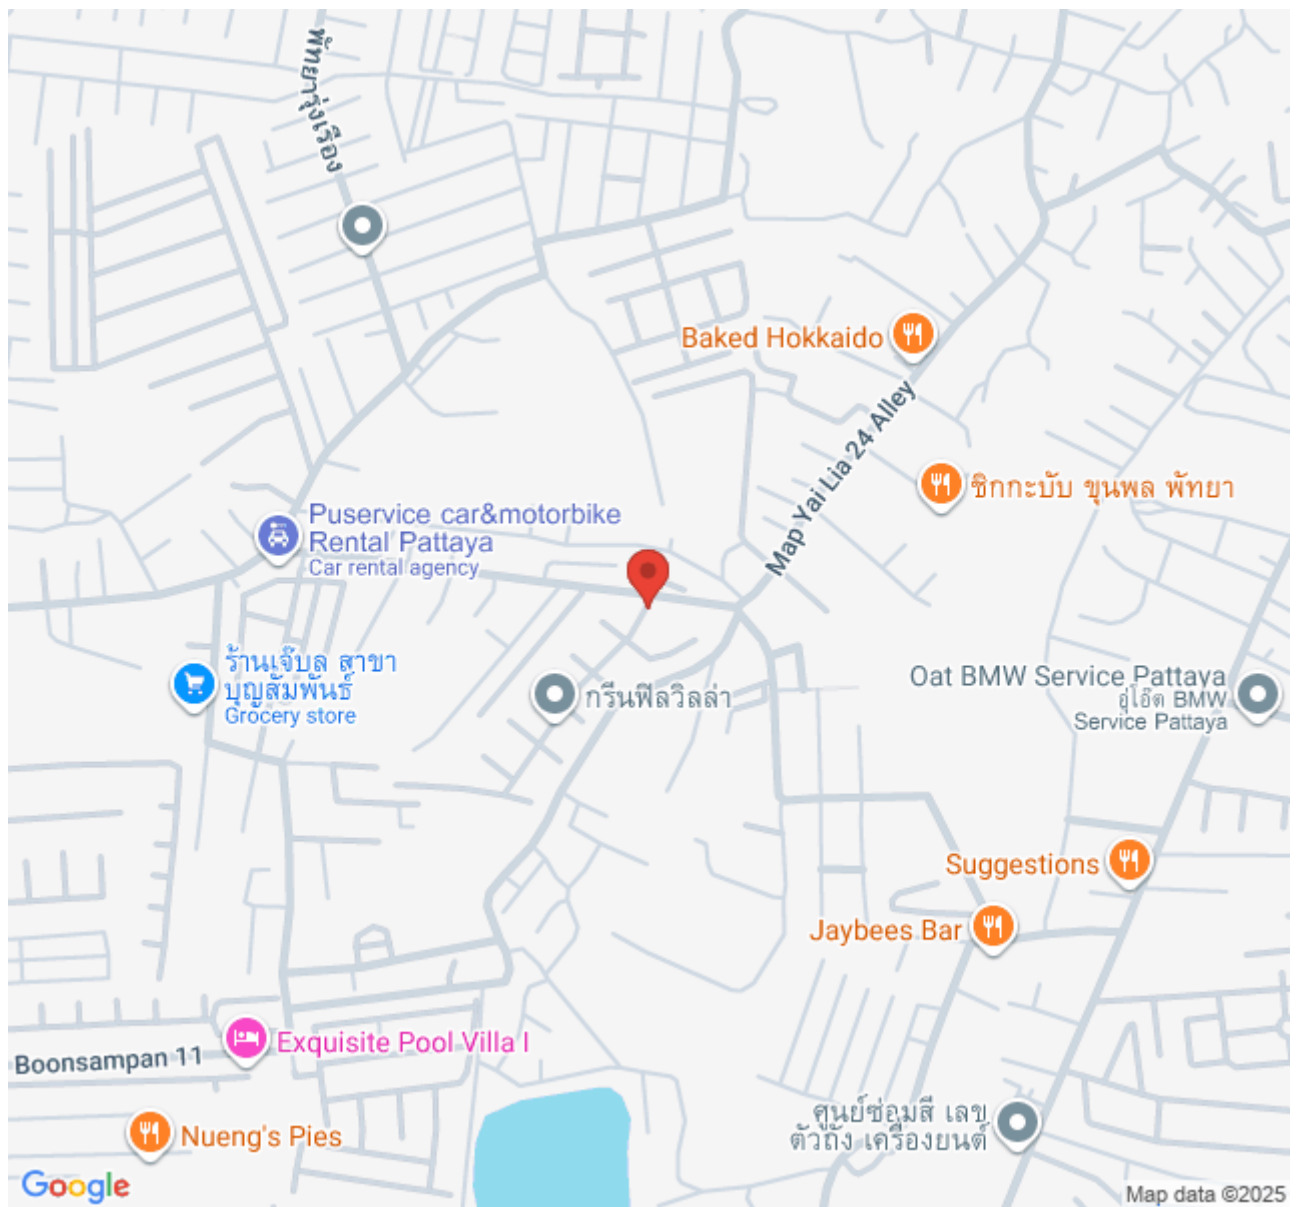 พัทยารุ่งเรือง
Baked Hokkaido
Map Yai Lia 24 Alley
ชิกกะบับ ขุนพล พัทยา
Puservice car&motorbike
Rental Pattaya
Car rental agency
ร้านเจ๊บล สาขา
บุญสัมพันธ์
Grocery store
กรีนฟิลวิลล่า
Oat BMW Service Pattaya
อู่โอ๊ต BMW
Service Pattaya
Suggestions
Jaybees Bar
Exquisite Pool Villa I
Boonsampan 11
ศูนย์ซ่อมสี เลข
ตัวถัง เครื่องยนต์
Nueng's Pies
Google
Map data ©2025